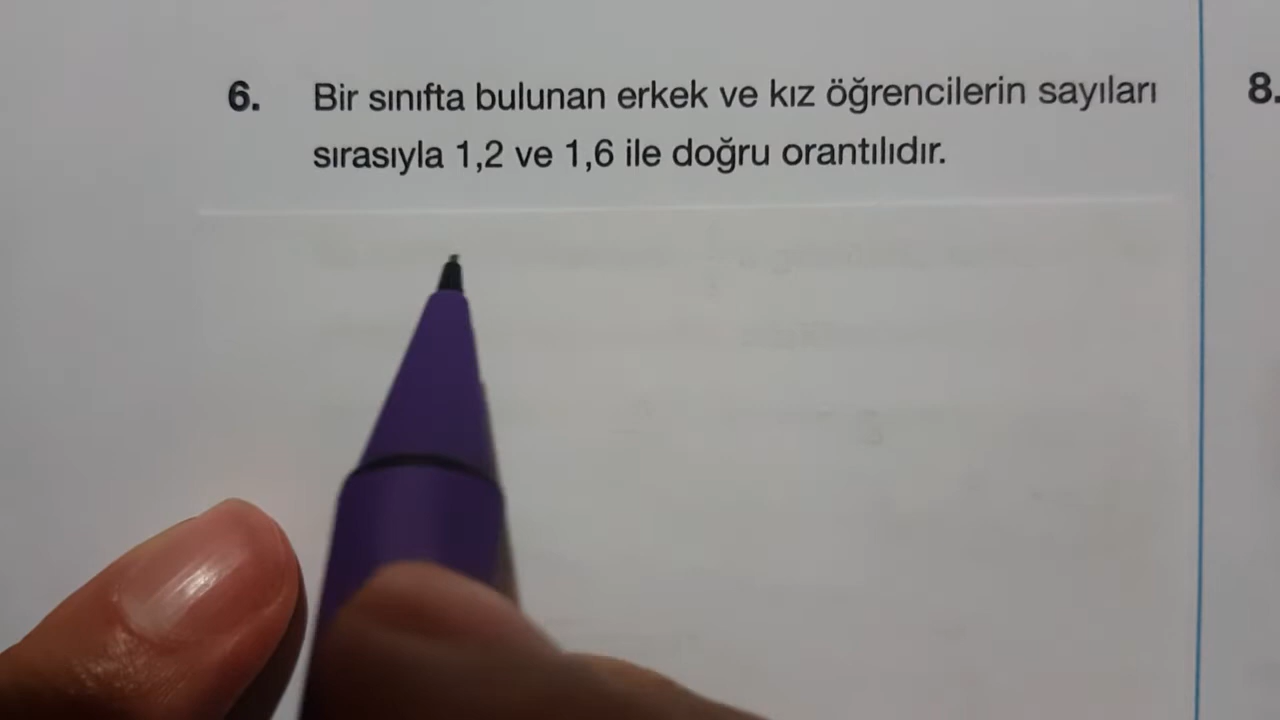 6. Bir sınıfta bulunan erkek ve kız öğrencilerin sayıları
sırasıyla 1,2 ve 1,6 ile doğru orantılıdır.
8.